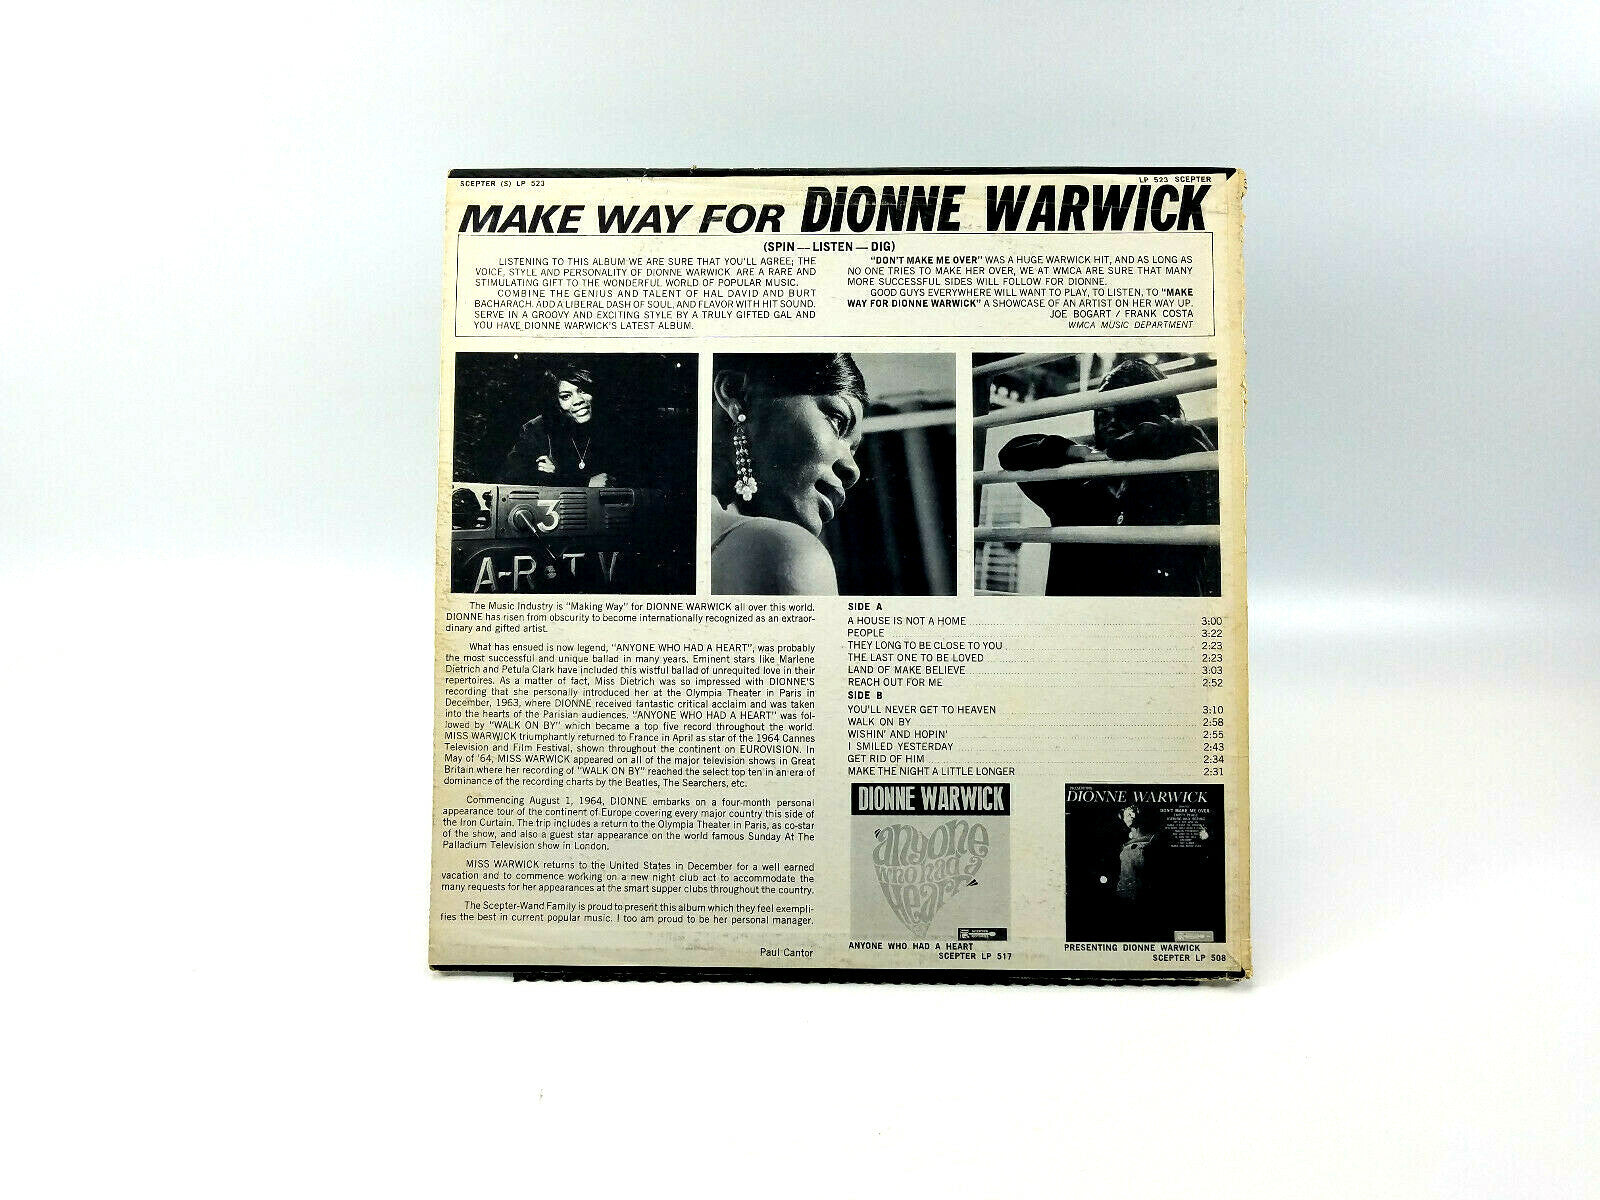 SCEPTER (S) LP 523
LP 523 SCEPTER
MAKE WAY FOR DIONNE WARWICK
(SPIN — LISTEN — DIG)
LISTENING TO THIS ALBUM WE ARE SURE THAT YOU'LL AGREE; THE
VOICE, STYLE AND PERSONALITY OF DIONNE WARWICK ARE A RARE AND
STIMULATING GIFT TO THE WONDERFUL WORLD OF POPULAR MUSIC.
COMBINE THE GENIUS AND TALENT OF HAL DAVID AND BURT
BACHARACH. ADD A LIBERAL DASH OF SOUL, AND FLAVOR WITH HIT SOUND.
SERVE IN A GROOVY AND EXCITING STYLE BY A TRULY GIFTED GAL AND
YOU HAVE DIONNE WARWICK'S LATEST ALBUM.
"DON'T MAKE ME OVER" WAS A HUGE WARWICK HIT, AND AS LONG AS
NO ONE TRIES TO MAKE HER OVER, WE AT WMCA ARE SURE THAT MANY
MORE SUCCESSFUL SIDES WILL FOLLOW FOR DIONNE.
GOOD GUYS EVERYWHERE WILL WANT TO PLAY, TO LISTEN, TO "MAKE
WAY FOR DIONNE WARWICK" A SHOWCASE OF AN ARTIST ON HER WAY UP.
JOE BOGART / FRANK COSTA
WMCA MUSIC DEPARTMENT
3
A-R-T V
The Music Industry is "Making Way" for DIONNE WARWICK all over this world.
DIONNE has risen from obscurity to become internationally recognized as an extraor-
dinary and gifted artist.
What has ensued is now legend, "ANYONE WHO HAD A HEART", was probably
the most successful and unique ballad in many years. Eminent stars like Marlene
Dietrich and Petula Clark have included this wistful ballad of unrequited love in their
repertoires. As a matter of fact, Miss Dietrich was so impressed with DIONNE'S
recording that she personally introduced her at the Olympia Theater in Paris in
December, 1963, where DIONNE received fantastic critical acclaim and was taken
into the hearts of the Parisian audiences. "ANYONE WHO HAD A HEART" was fol-
lowed by "WALK ON BY" which became a top five record throughout the world.
MISS WARWICK triumphantly returned to France in April as star of the 1964 Cannes
Television and Film Festival, shown throughout the continent on EUROVISION. In
May of '64, MISS WARWICK appeared on all of the major television shows in Great
Britain where her recording of "WALK ON BY" reached the select top ten in an era of
dominance of the recording charts by the Beatles, The Searchers, etc.
Commencing August 1, 1964, DIONNE embarks on a four-month personal
appearance tour of the continent of Europe covering every major country this side of
the Iron Curtain. The trip includes a return to the Olympia Theater in Paris, as co-star
of the show, and also a guest star appearance on the world famous Sunday At The
Palladium Television show in London.
MISS WARWICK returns to the United States in December for a well earned
vacation and to commence working on a new night club act to accommodate the
many requests for her appearances at the smart supper clubs throughout the country.
The Scepter-Wand Family is proud to present this album which they feel exempli-
fies the best in current popular music. I too am proud to be her personal manager.
Paul Cantor
SIDE A
A HOUSE IS NOT A HOME 3:00
PEOPLE 3:22
THEY LONG TO BE CLOSE TO YOU 2:23
THE LAST ONE TO BE LOVED 2:23
LAND OF MAKE BELIEVE 3:03
REACH OUT FOR ME 2:52
SIDE B
YOU'LL NEVER GET TO HEAVEN 3:10
WALK ON BY 2:58
WISHIN' AND HOPIN' 2:55
I SMILED YESTERDAY 2:43
GET RID OF HIM 2:34
MAKE THE NIGHT A LITTLE LONGER 2:31
DIONNE WARWICK
"anyone
who had a
Heart"
ANYONE WHO HAD A HEART
SCEPTER LP 517
PRESENTING
DIONNE WARWICK
DON'T MAKE ME OVER
PRESENTING DIONNE WARWICK
SCEPTER LP 508